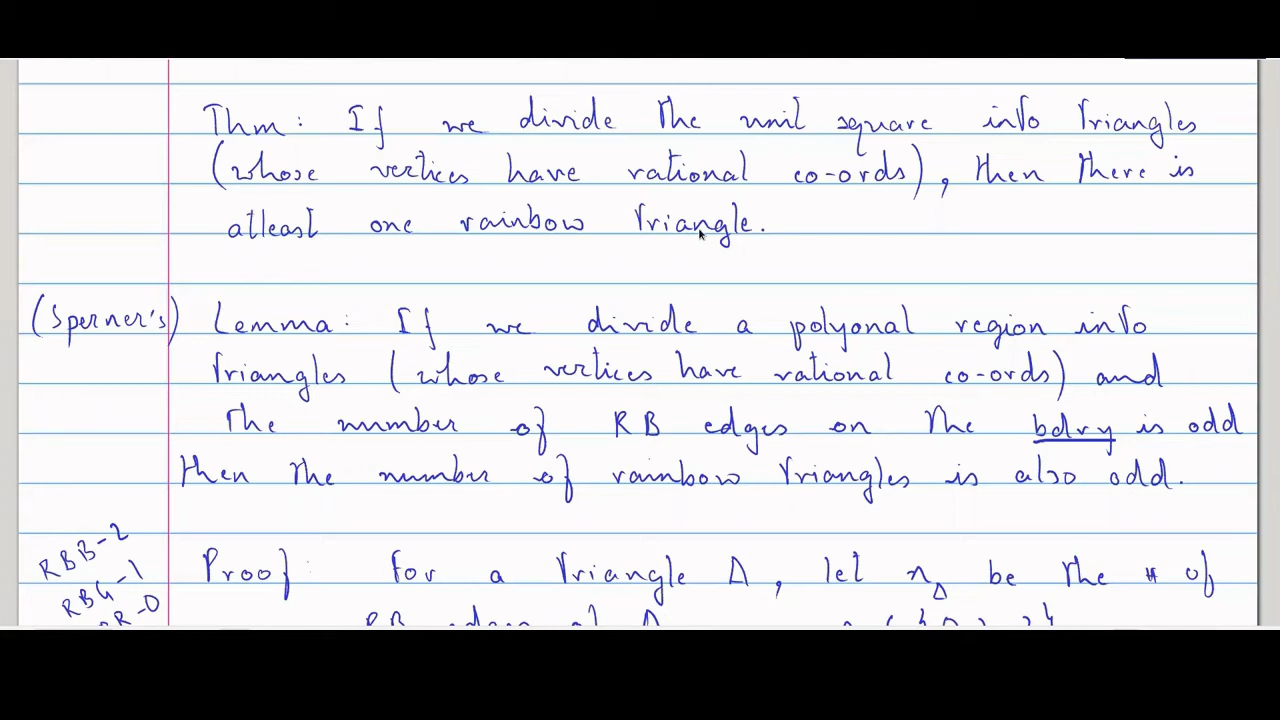 Thm: If we divide the unit square into triangles
(whose vertices have rational co-ords), then there is
atleast one rainbow triangle.
(Sperner's) Lemma: If we divide a polyonal region into
triangles (whose vertices have rational co-ords) and
the number of RB edges on the bdry is odd
then the number of rainbow triangles is also odd.
RBB-2
Proof: For a triangle Δ, let n_Δ be the # of
RBG-1